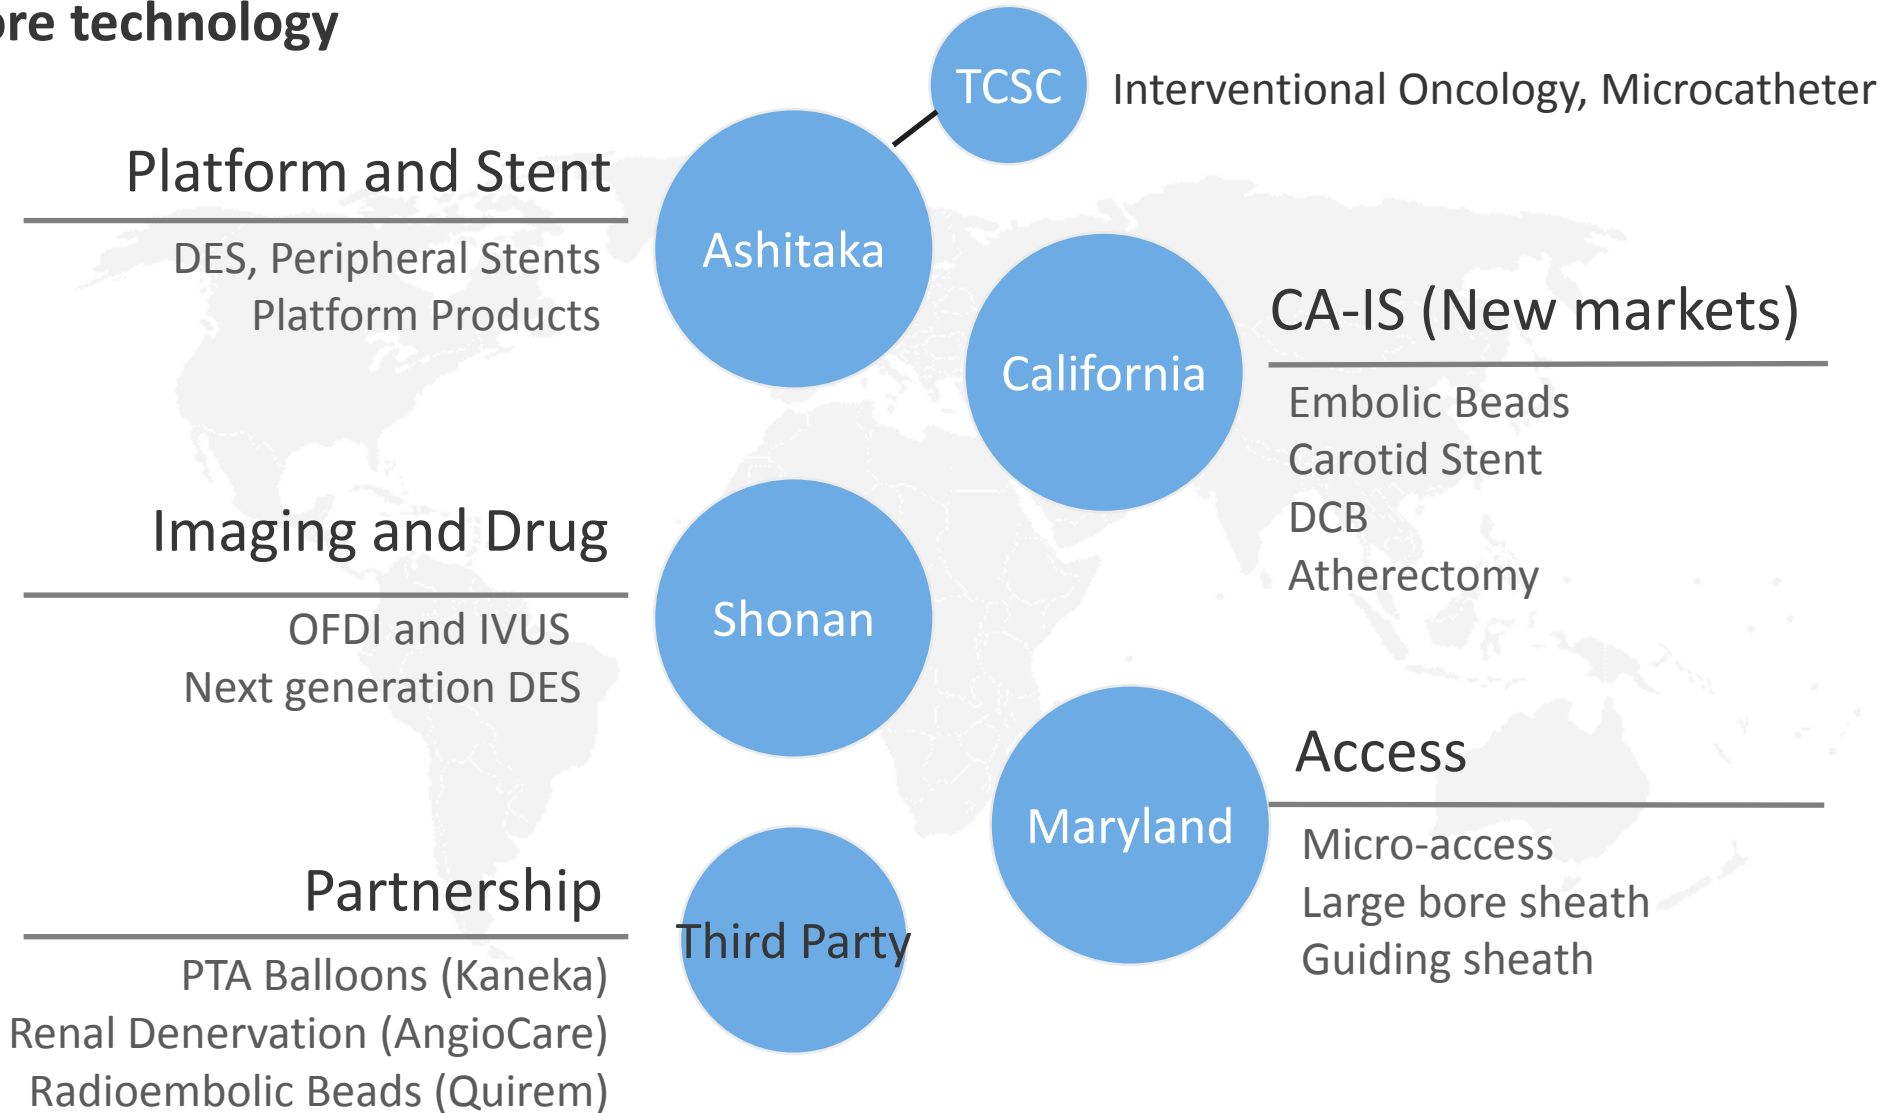 technology
TCSC
Interventional Oncology, Microcatheter
Platform and Stent
DES, Peripheral Stents
Platform Products
Ashitaka
California
CA-IS (New markets)
Embolic Beads
Carotid Stent
DCB
Atherectomy
Imaging and Drug
OFDI and IVUS
Next generation DES
Shonan
Maryland
Access
Micro-access
Large bore sheath
Guiding sheath
Partnership
PTA Balloons (Kaneka)
Renal Denervation (AngioCare)
Radioembolic Beads (Quirem)
Third Party